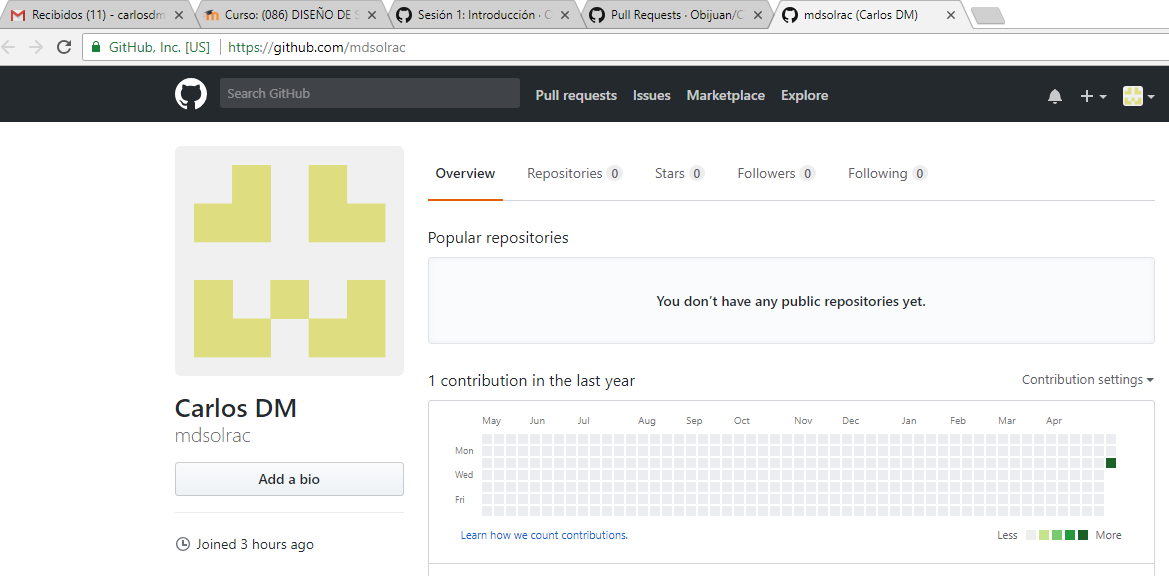 Recibidos (11) - carlosdm
Curso: (086) DISEÑO DE S
Sesión 1: Introducción · C
Pull Requests · Obijuan/C
mdsolrac (Carlos DM)
GitHub, Inc. [US] https://github.com/mdsolrac
Search GitHub Pull requests Issues Marketplace Explore
Overview Repositories 0 Stars 0 Followers 0 Following 0
Popular repositories
You don't have any public repositories yet.
Carlos DM
mdsolrac
Add a bio
Joined 3 hours ago
1 contribution in the last year Contribution settings
May Jun Jul Aug Sep Oct Nov Dec Jan Feb Mar Apr
Mon
Wed
Fri
Learn how we count contributions. Less More